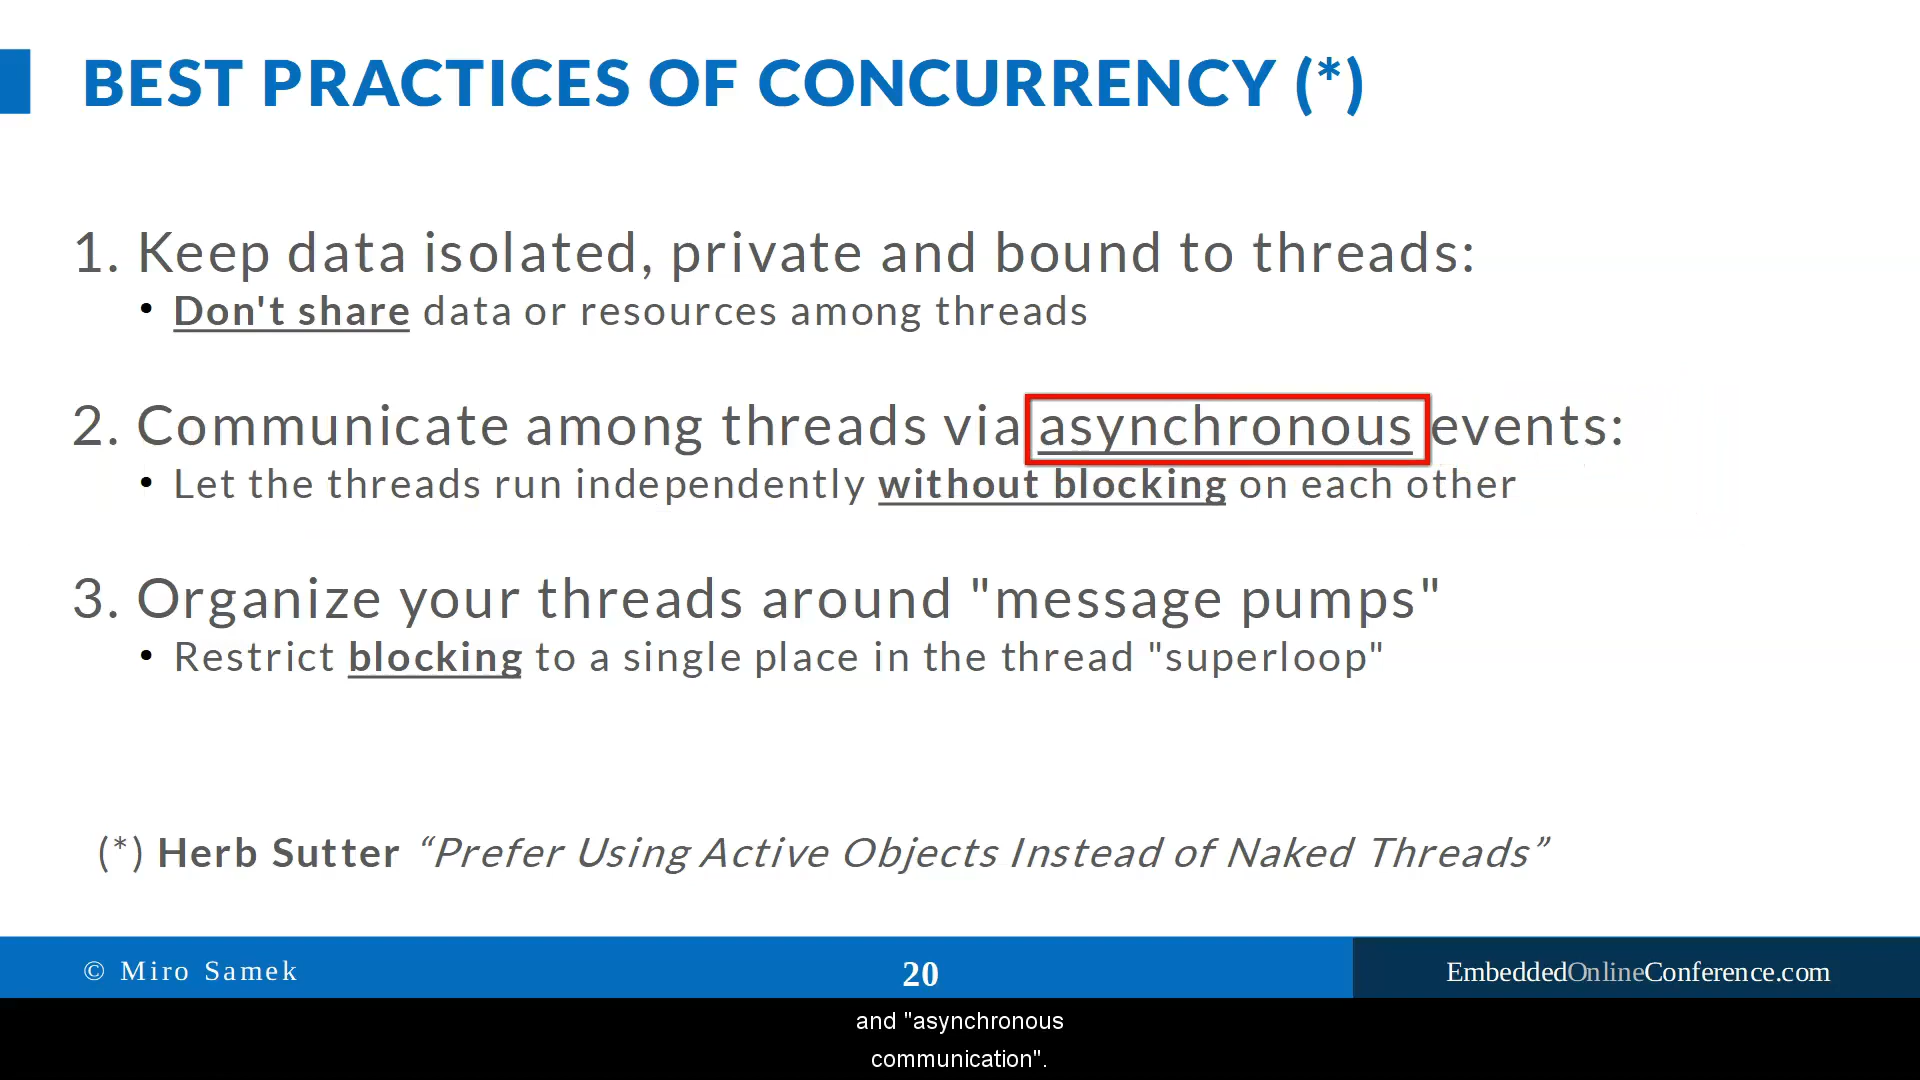 BEST PRACTICES OF CONCURRENCY (*)
1. Keep data isolated, private and bound to threads:
• Don't share data or resources among threads
2. Communicate among threads via asynchronous events:
• Let the threads run independently without blocking on each other
3. Organize your threads around "message pumps"
• Restrict blocking to a single place in the thread "superloop"
(*) Herb Sutter “Prefer Using Active Objects Instead of Naked Threads”
© Miro Samek
20
EmbeddedOnlineConference.com
and "asynchronous
communication".